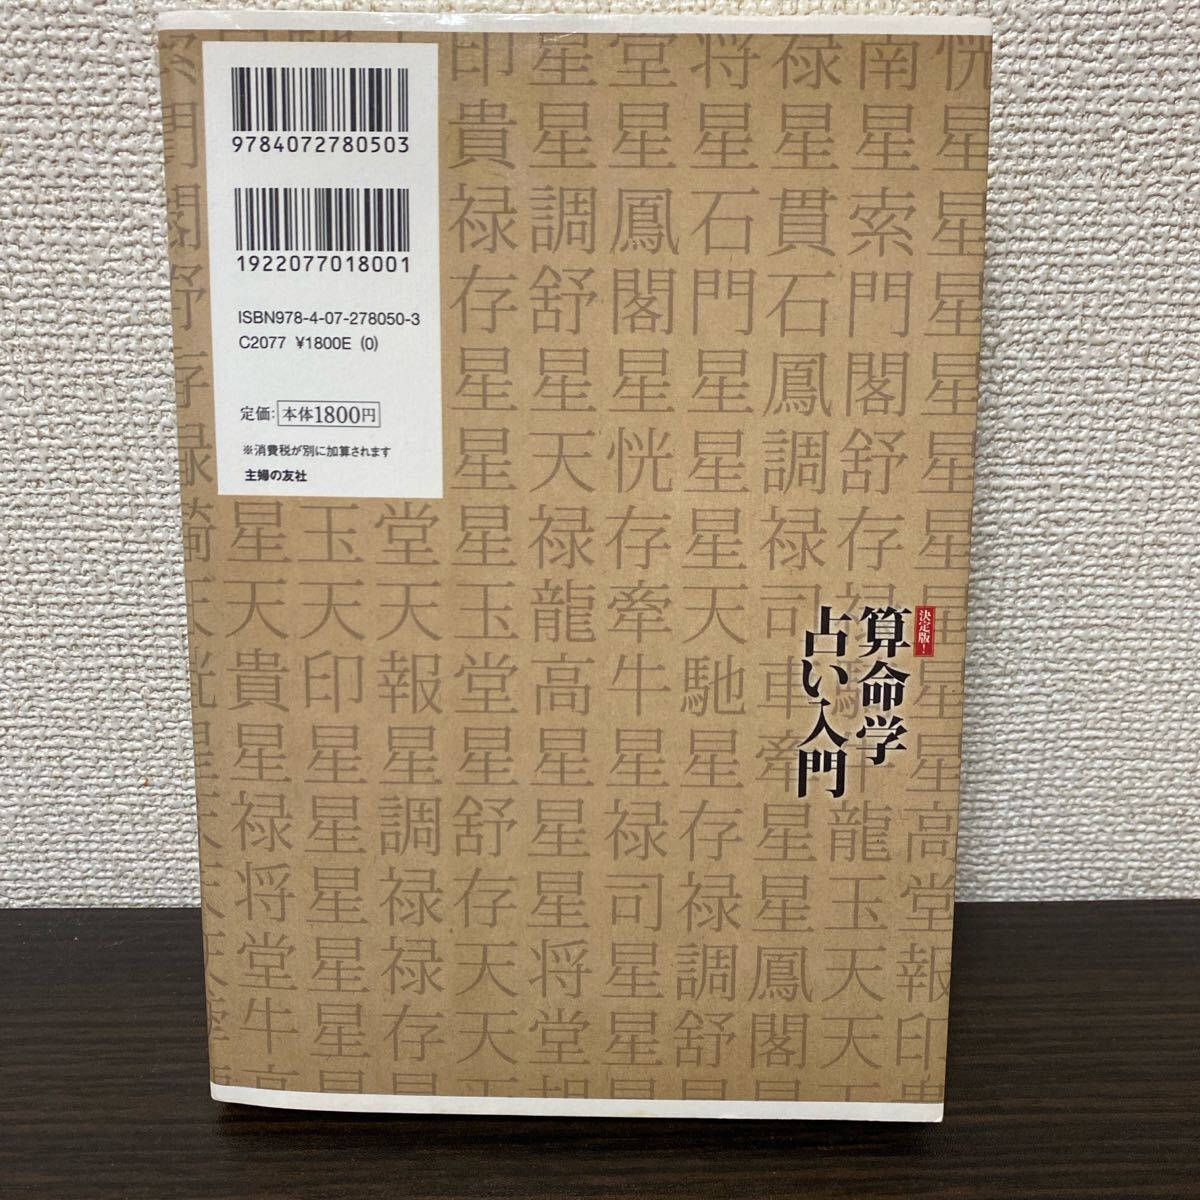 9784072780503
1922077018001
ISBN978-4-07-278050-3
C2077 ¥1800E (0)
定価: 本体1800円
※消費税が別に加算されます
主婦の友社
決定版!
算命学
占い入門
恍星星星星星星
星星高堂報印
南星索門閣舒存禄
龍玉天天
禄星貫石鳳調禄司車牽星星鳳閣
将星石門星星星天馳星存禄調舒
堂星鳳閣星恍存牽牛星禄司星星
星星調舒星天禄龍高星星星将堂
印貴禄存星星星玉堂星舒存天天
堂天報星調禄禄存
玉天印星星星星星
星天貴星禄将堂牛